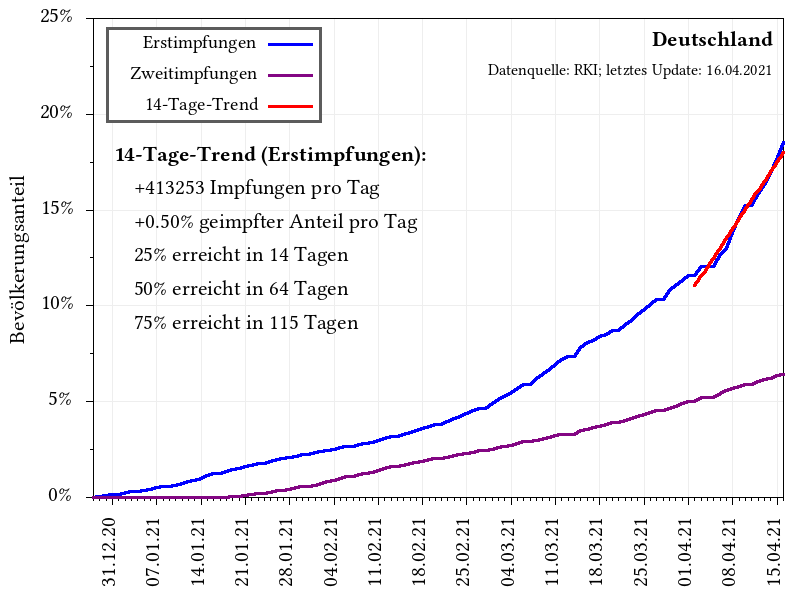 25%
20%
15%
10%
5%
0%
Bevölkerungsanteil
Erstimpfungen
Zweitimpfungen
14-Tage-Trend
Deutschland
Datenquelle: RKI; letztes Update: 16.04.2021
14-Tage-Trend (Erstimpfungen):
+413253 Impfungen pro Tag
+0.50% geimpfter Anteil pro Tag
25% erreicht in 14 Tagen
50% erreicht in 64 Tagen
75% erreicht in 115 Tagen
31.12.20
07.01.21
14.01.21
21.01.21
28.01.21
04.02.21
11.02.21
18.02.21
25.02.21
04.03.21
11.03.21
18.03.21
25.03.21
01.04.21
08.04.21
15.04.21